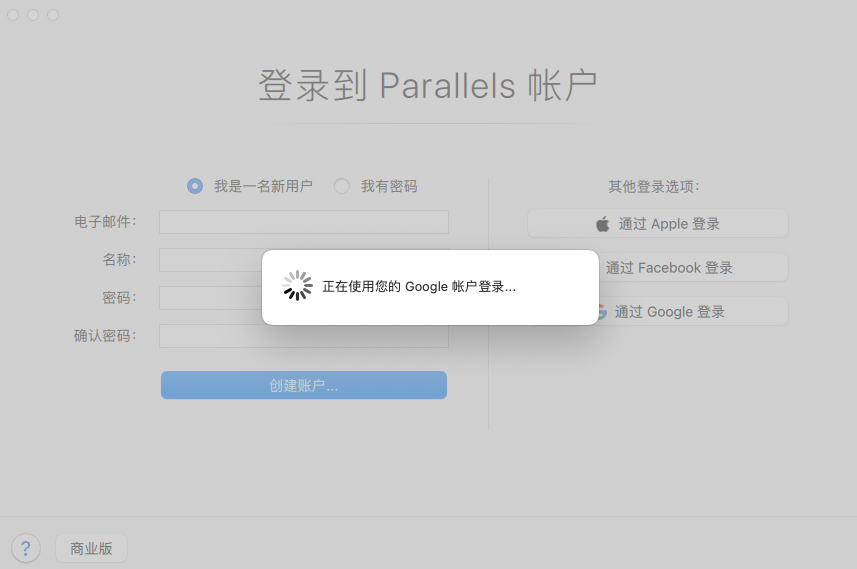 登录到 Parallels 帐户
我是一名新用户
我有密码
电子邮件：
名称：
密码：
确认密码：
创建账户...
其他登录选项：
通过 Apple 登录
通过 Facebook 登录
通过 Google 登录
正在使用您的 Google 帐户登录...
?
商业版